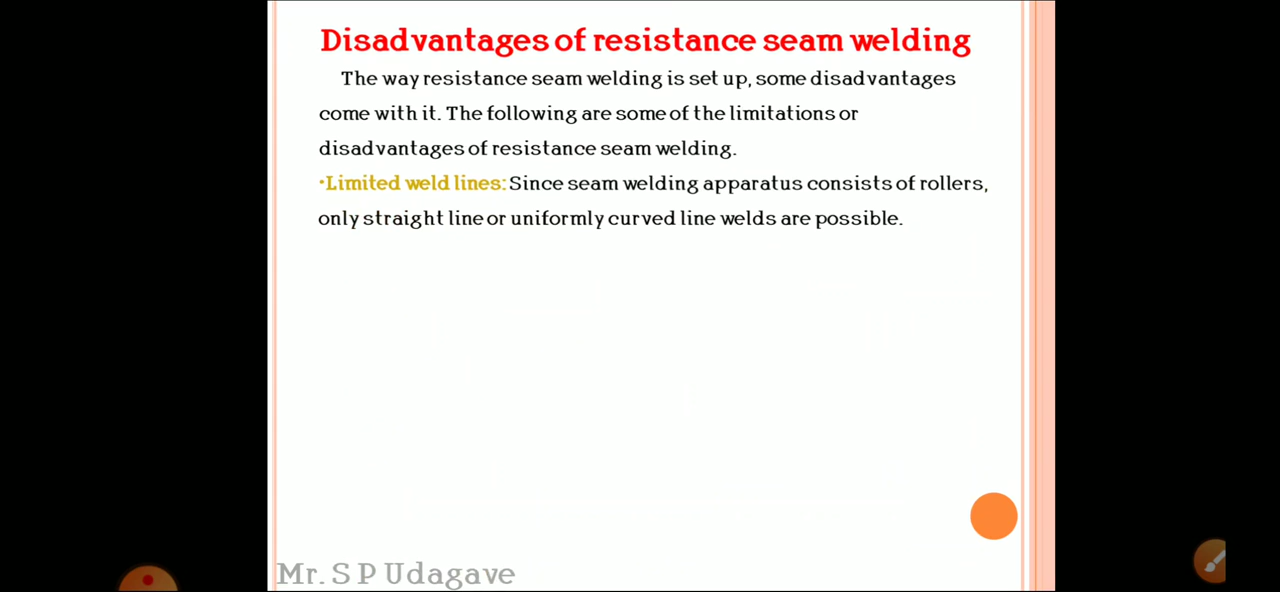 Disadvantages of resistance seam welding
The way resistance seam welding is set up, some disadvantages
come with it. The following are some of the limitations or
disadvantages of resistance seam welding.
•Limited weld lines: Since seam welding apparatus consists of rollers,
only straight line or uniformly curved line welds are possible.
Mr. S P Udagave